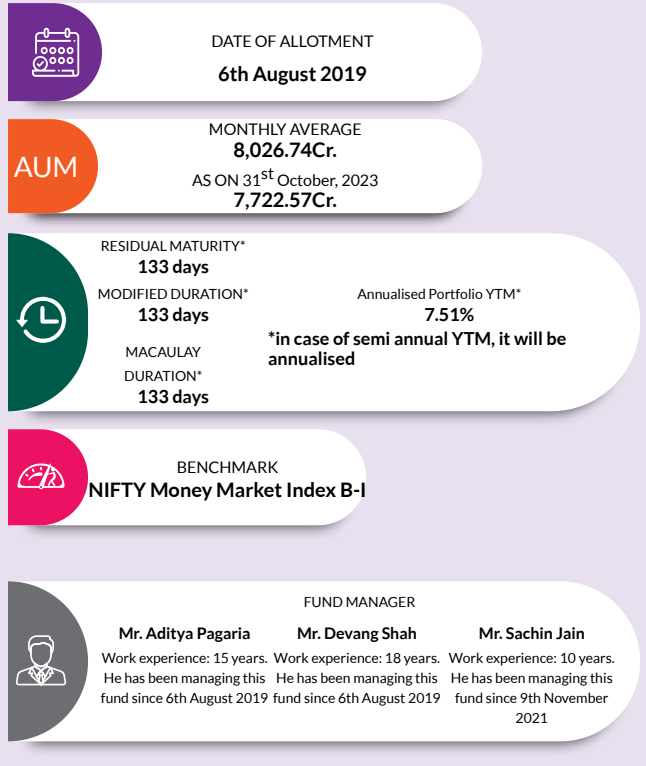 DATE OF ALLOTMENT
6th August 2019
AUM
MONTHLY AVERAGE
8,026.74Cr.
AS ON 31st October, 2023
7,722.57Cr.
RESIDUAL MATURITY*
133 days
MODIFIED DURATION*
133 days
MACAULAY
DURATION*
133 days
Annualised Portfolio YTM*
7.51%
*in case of semi annual YTM, it will be
annualised
BENCHMARK
NIFTY Money Market Index B-I
FUND MANAGER
Mr. Aditya Pagaria
Work experience: 15 years.
He has been managing this
fund since 6th August 2019
Mr. Devang Shah
Work experience: 18 years.
He has been managing this
fund since 6th August 2019
Mr. Sachin Jain
Work experience: 10 years.
He has been managing this
fund since 9th November
2021